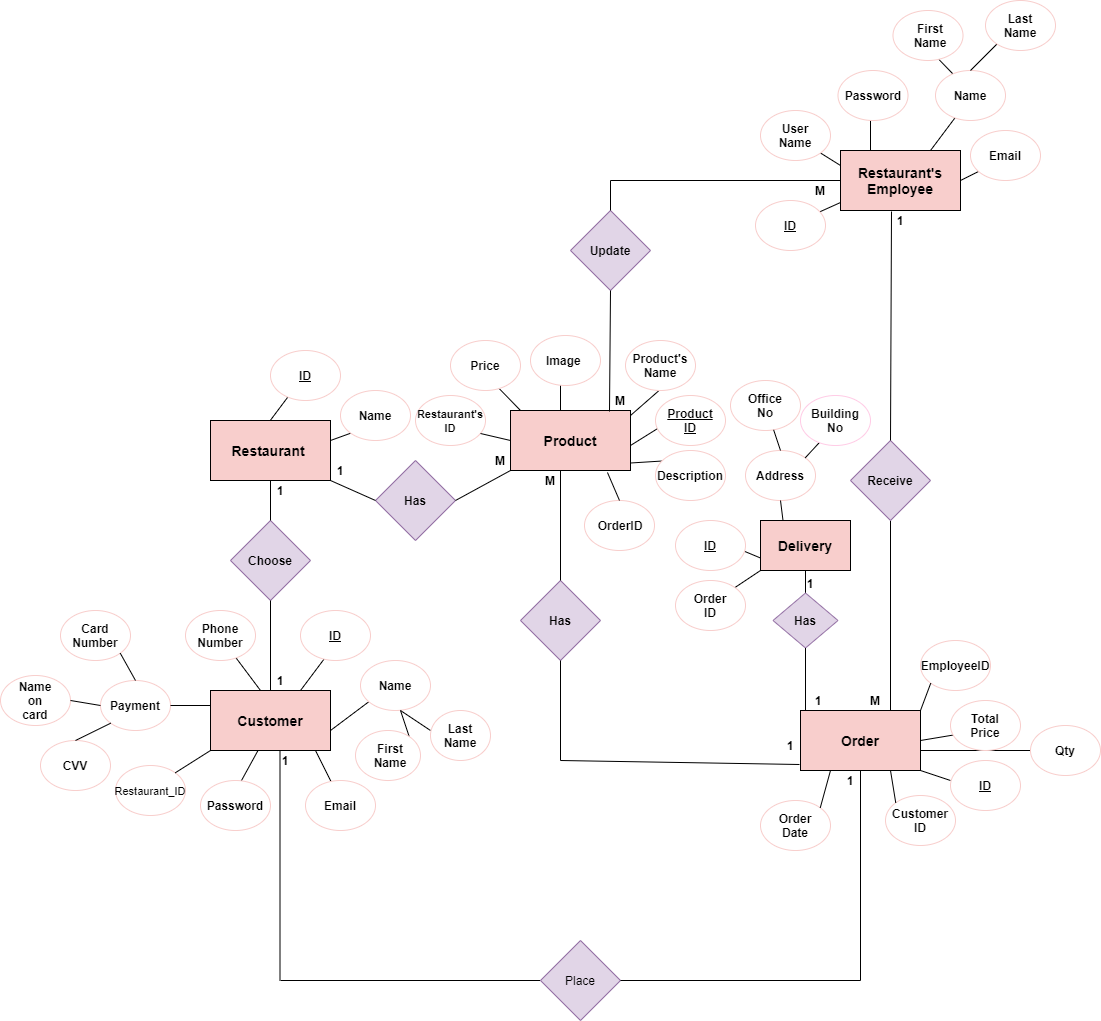 First
Name
Last
Name
Password
Name
User
Name
Email
Restaurant's
Employee
M
ID
1
Update
Price
Image
Product's
Name
ID
M
Name
Restaurant's
ID
Product
ID
Office
No
Building
No
Restaurant
Product
1
M
Description
Address
Receive
1
M
Has
OrderID
Choose
ID
Delivery
1
Order
ID
Has
Has
Card
Number
Phone
Number
ID
EmployeeID
1
Name
Name
on
card
Payment
M
1
Customer
Last
Name
First
Name
Order
Total
Price
1
Qty
1
CVV
Restaurant_ID
Password
Email
1
ID
Order
Date
Customer
ID
Place